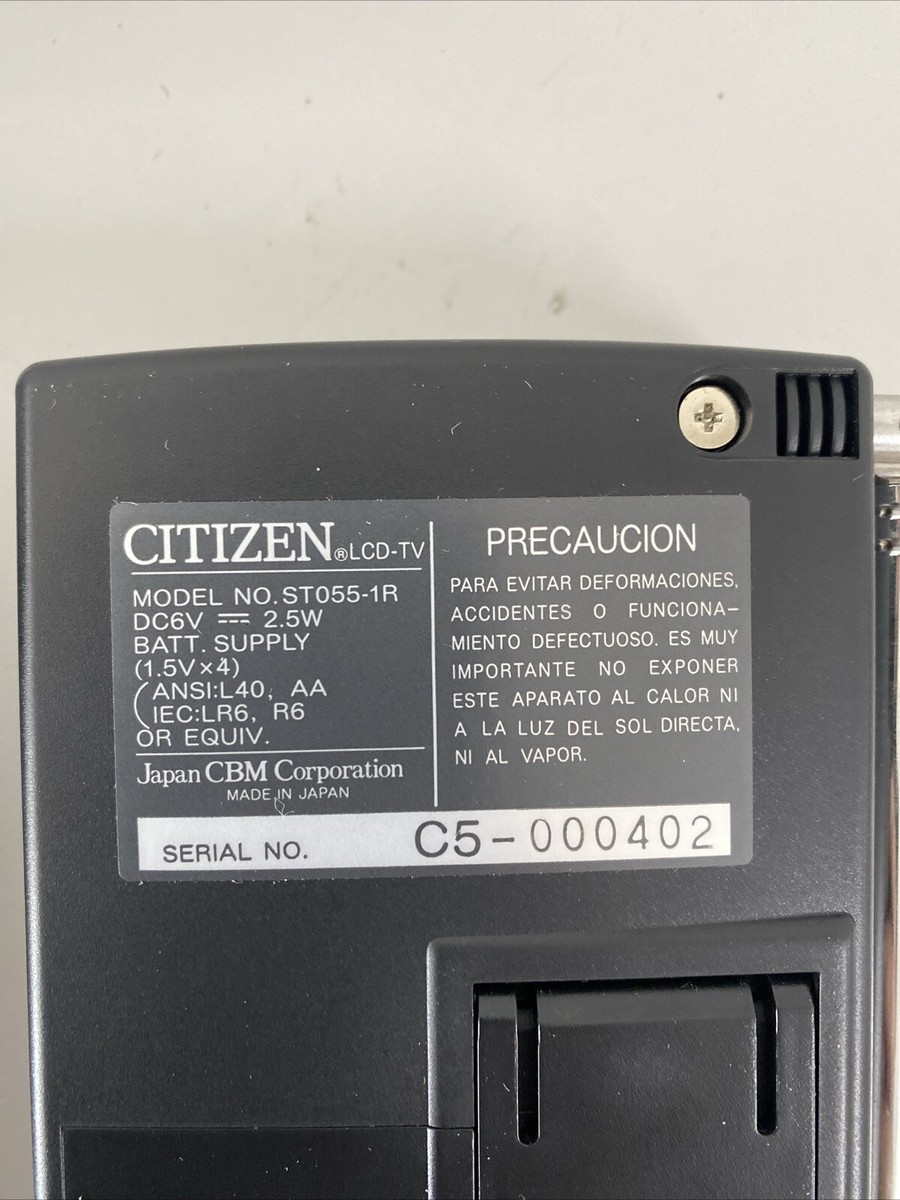 CITIZEN® LCD-TV
MODEL NO. ST055-1R
DC6V ⎓ 2.5W
BATT. SUPPLY
(1.5V×4)
(ANSI:L40, AA
IEC:LR6, R6
OR EQUIV.
Japan CBM Corporation
MADE IN JAPAN
PRECAUCION
PARA EVITAR DEFORMACIONES,
ACCIDENTES O FUNCIONA-
MIENTO DEFECTUOSO. ES MUY
IMPORTANTE NO EXPONER
ESTE APARATO AL CALOR NI
A LA LUZ DEL SOL DIRECTA,
NI AL VAPOR.
SERIAL NO. C5-000402